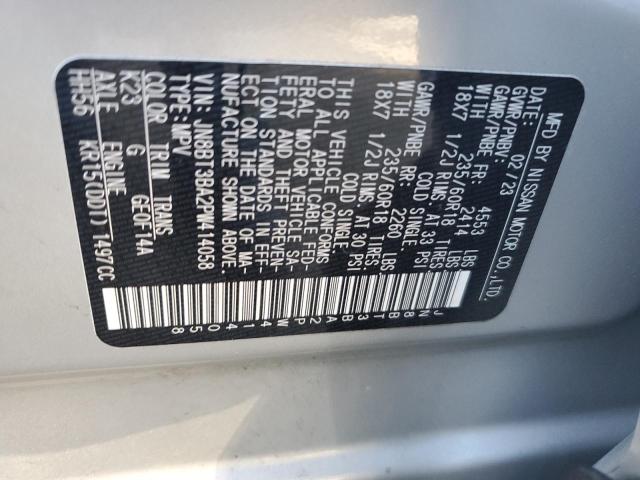 MFD BY NISSAN MOTOR CO.,LTD.
DATE: 02/23
GVWR/PNBV: 4553 LBS
GAWR/PNBE FR: 2414 LBS
WITH 235/60R18 TIRES
18X7 1/2J RIMS, AT 33 PSI
COLD SINGLE
GAWR/PNBE RR: 2260 LBS
WITH 235/60R18 TIRES
18X7 1/2J RIMS, AT 30 PSI
COLD SINGLE
THIS VEHICLE CONFORMS
TO ALL APPLICABLE FED-
ERAL MOTOR VEHICLE SA-
FETY AND THEFT PREVEN-
TION STANDARDS IN EFF-
ECT ON THE DATE OF MA-
NUFACTURE SHOWN ABOVE.
VIN: JN8BT3BA2PW414058
TYPE:MPV
COLOR TRIM TRANS
K23 G GE0F14A
AXLE ENGINE
HH56 KR15(DDT) 1497CC
JN8BT3BA2PW414058